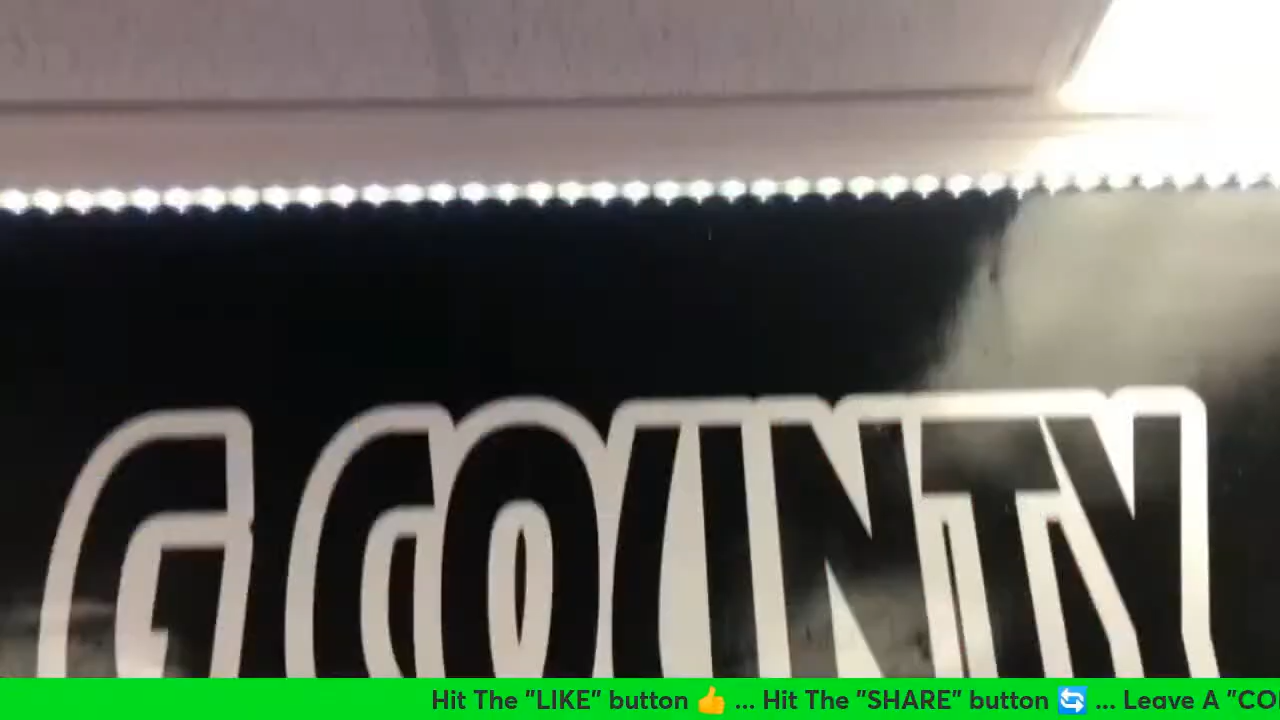 G COUNTY
Hit The "LIKE" button 👍 ... Hit The "SHARE" button 🔄 ... Leave A "CO